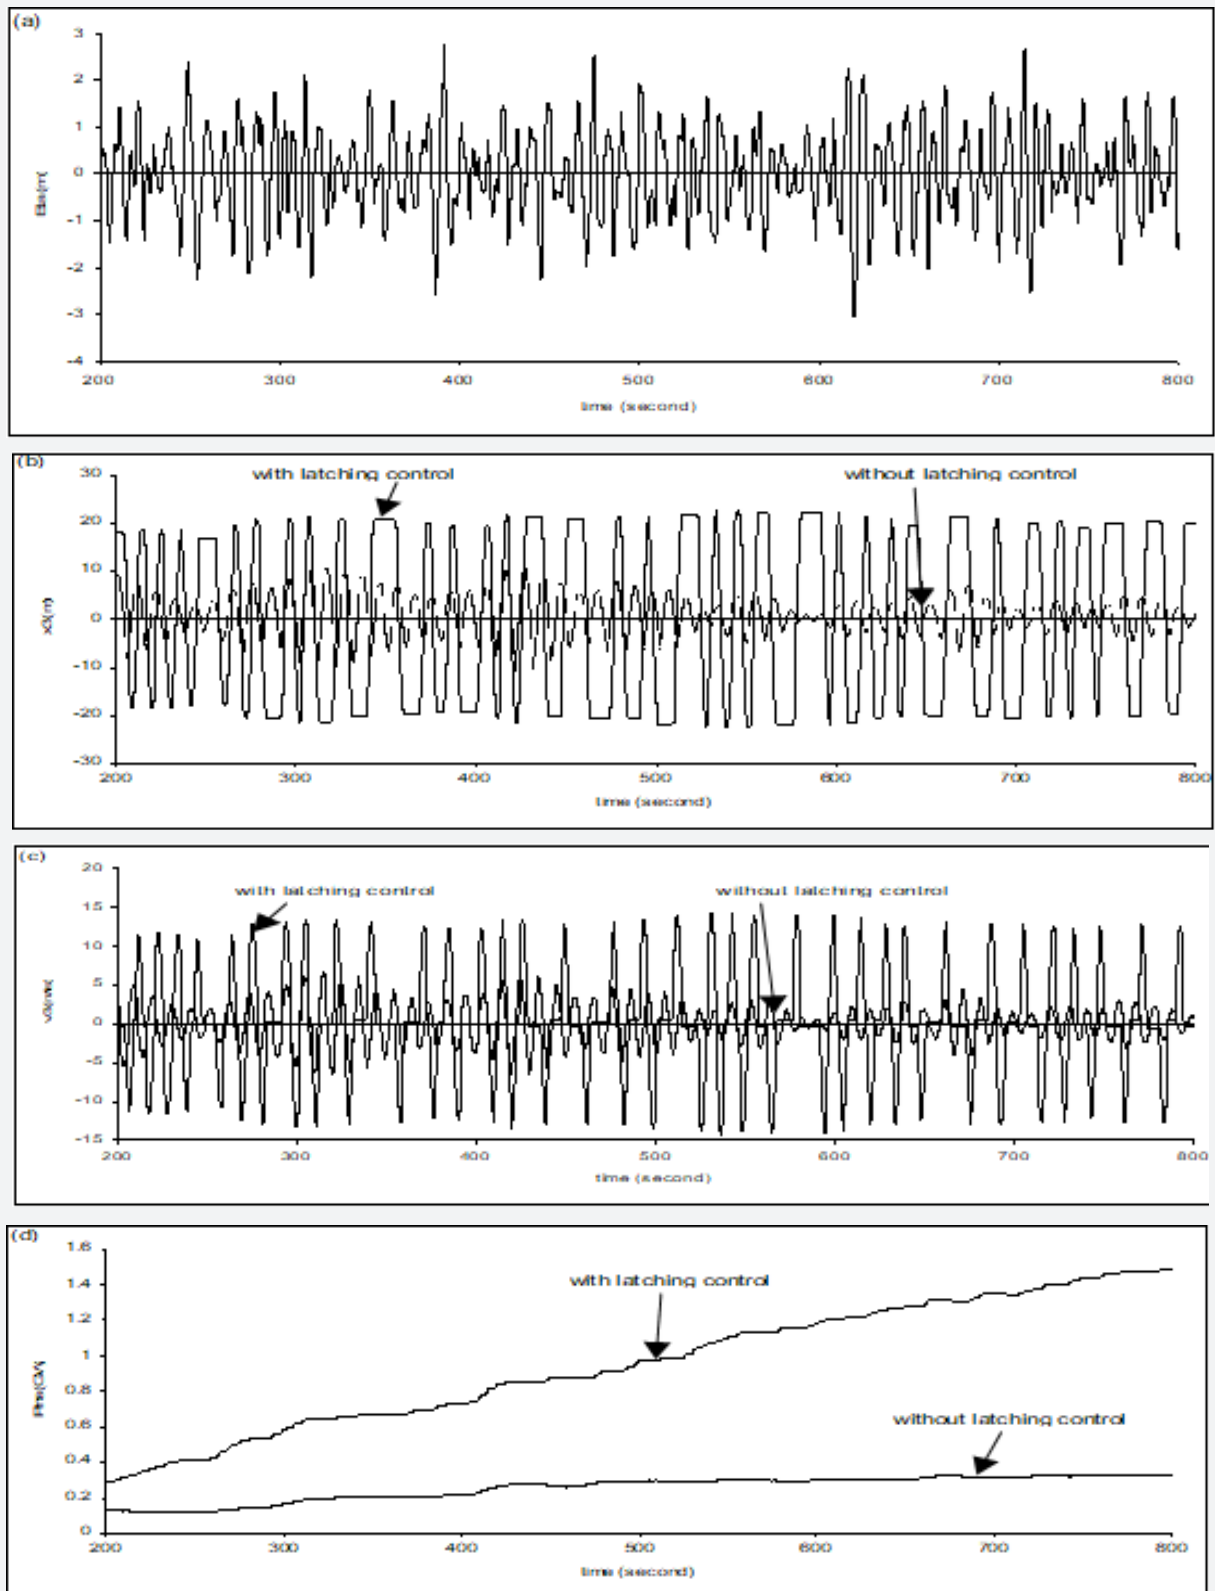 (a)
3
2
1
0
-1
-2
-3
-4
200 300 400 500 600 700 800
time (second)
(b)
with latching control without latching control
30
20
10
0
-10
-20
-30
x3(m)
200 300 400 500 600 700 800
time (second)
(c)
with latching control without latching control
20
15
10
5
0
-5
-10
-15
200 300 400 500 600 700 800
time (second)
(d)
1.6
1.4
1.2
1
0.8
0.6
0.4
0.2
0
with latching control
without latching control
200 300 400 500 600 700 800
time (second)